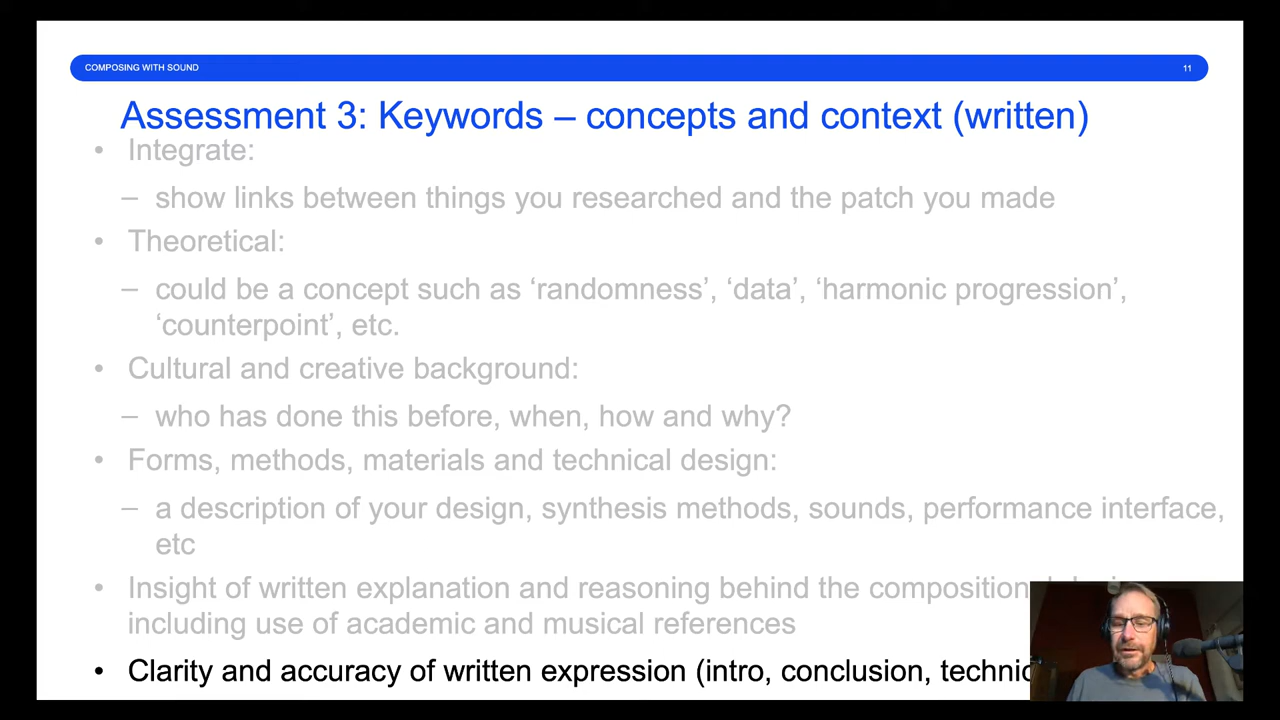 COMPOSING WITH SOUND
11
Assessment 3: Keywords – concepts and context (written)
• Integrate:
– show links between things you researched and the patch you made
• Theoretical:
– could be a concept such as ‘randomness’, ‘data’, ‘harmonic progression’,
‘counterpoint’, etc.
• Cultural and creative background:
– who has done this before, when, how and why?
• Forms, methods, materials and technical design:
– a description of your design, synthesis methods, sounds, performance interface,
etc
• Insight of written explanation and reasoning behind the compositional
including use of academic and musical references
• Clarity and accuracy of written expression (intro, conclusion,